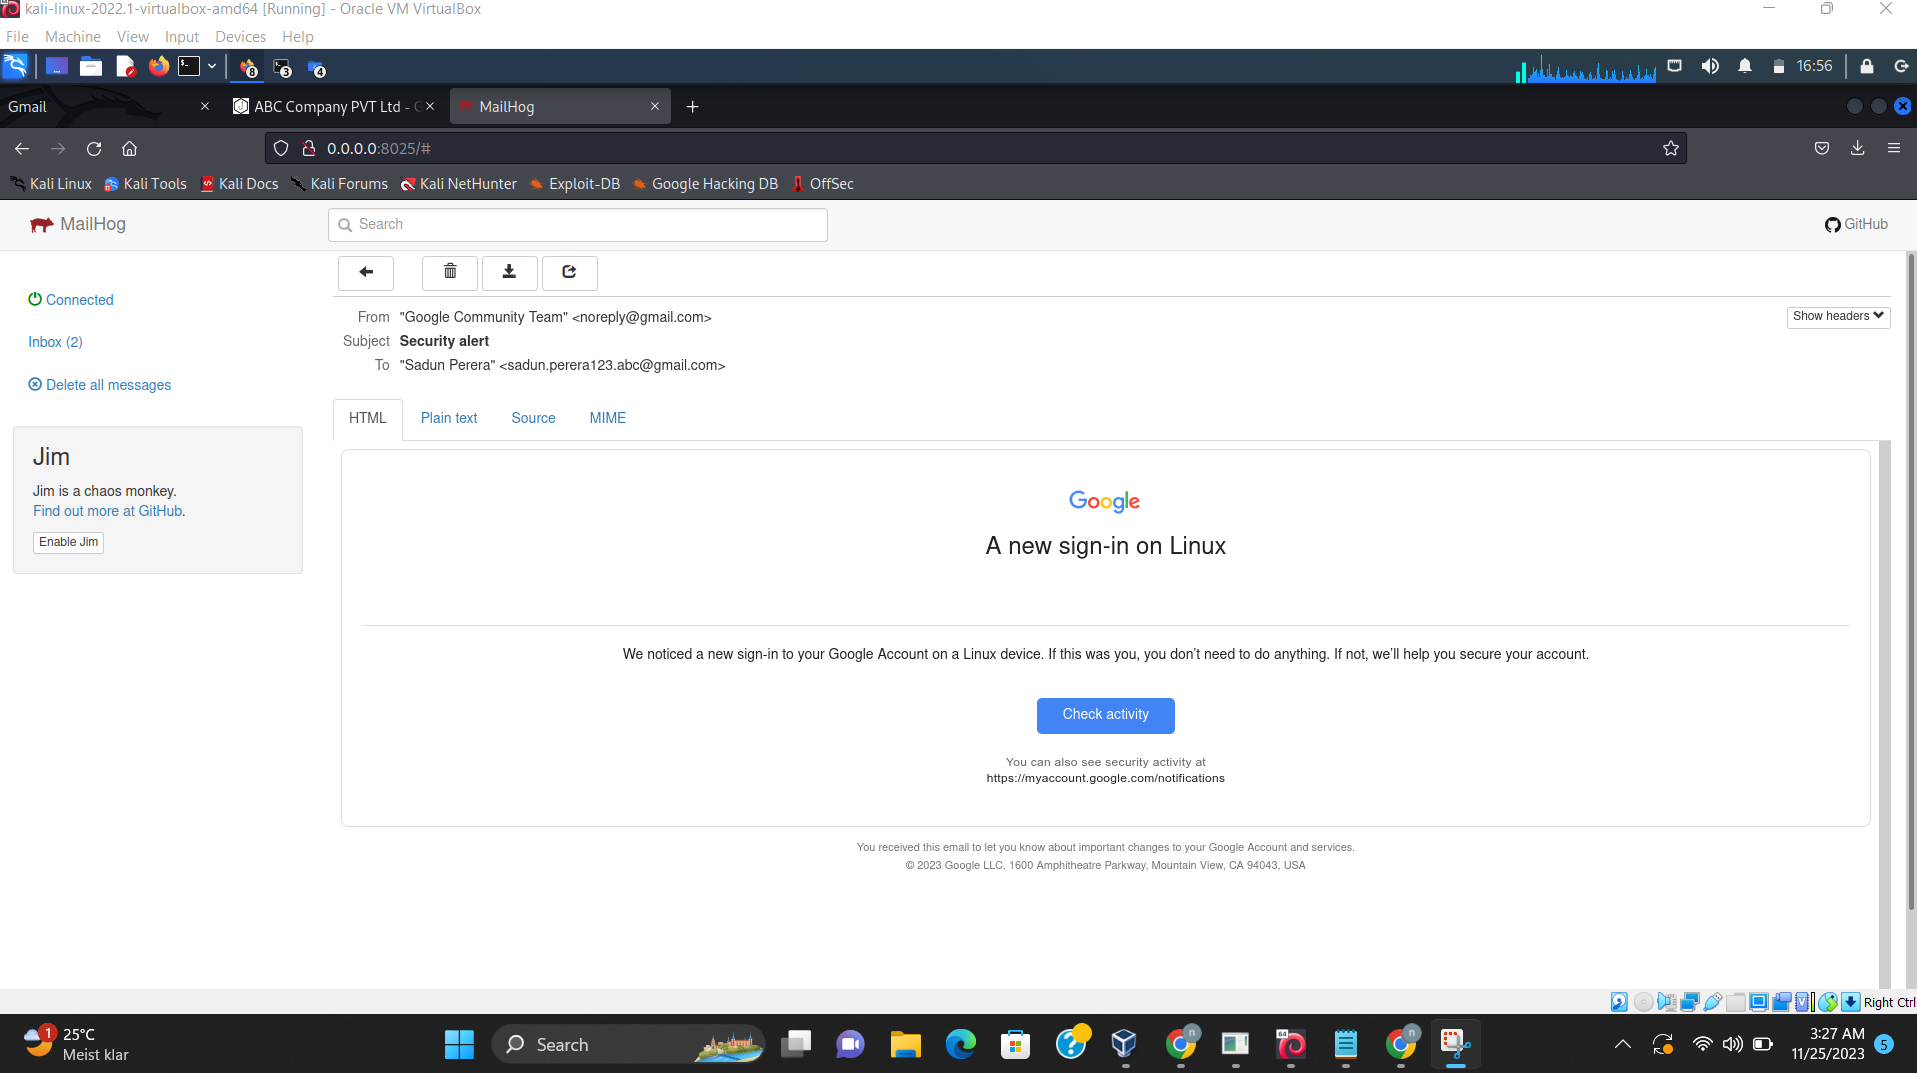 kali-linux-2022.1-virtualbox-amd64 [Running] - Oracle VM VirtualBox
File Machine View Input Devices Help
8 3 4 16:56
Gmail ABC Company PVT Ltd - G MailHog
0.0.0.0:8025/#
Kali Linux Kali Tools Kali Docs Kali Forums Kali NetHunter Exploit-DB Google Hacking DB OffSec
MailHog Search GitHub
Connected
Inbox (2)
Delete all messages
Jim
Jim is a chaos monkey.
Find out more at GitHub.
Enable Jim
From "Google Community Team" <noreply@gmail.com>
Show headers
Subject Security alert
To "Sadun Perera" <sadun.perera123.abc@gmail.com>
HTML Plain text Source MIME
Google
A new sign-in on Linux
We noticed a new sign-in to your Google Account on a Linux device. If this was you, you don't need to do anything. If not, we'll help you secure your account.
Check activity
You can also see security activity at
https://myaccount.google.com/notifications
You received this email to let you know about important changes to your Google Account and services.
© 2023 Google LLC, 1600 Amphitheatre Parkway, Mountain View, CA 94043, USA
Right Ctrl
1 25°C
Meist klar
Search
n 64 n
3:27 AM
11/25/2023 5